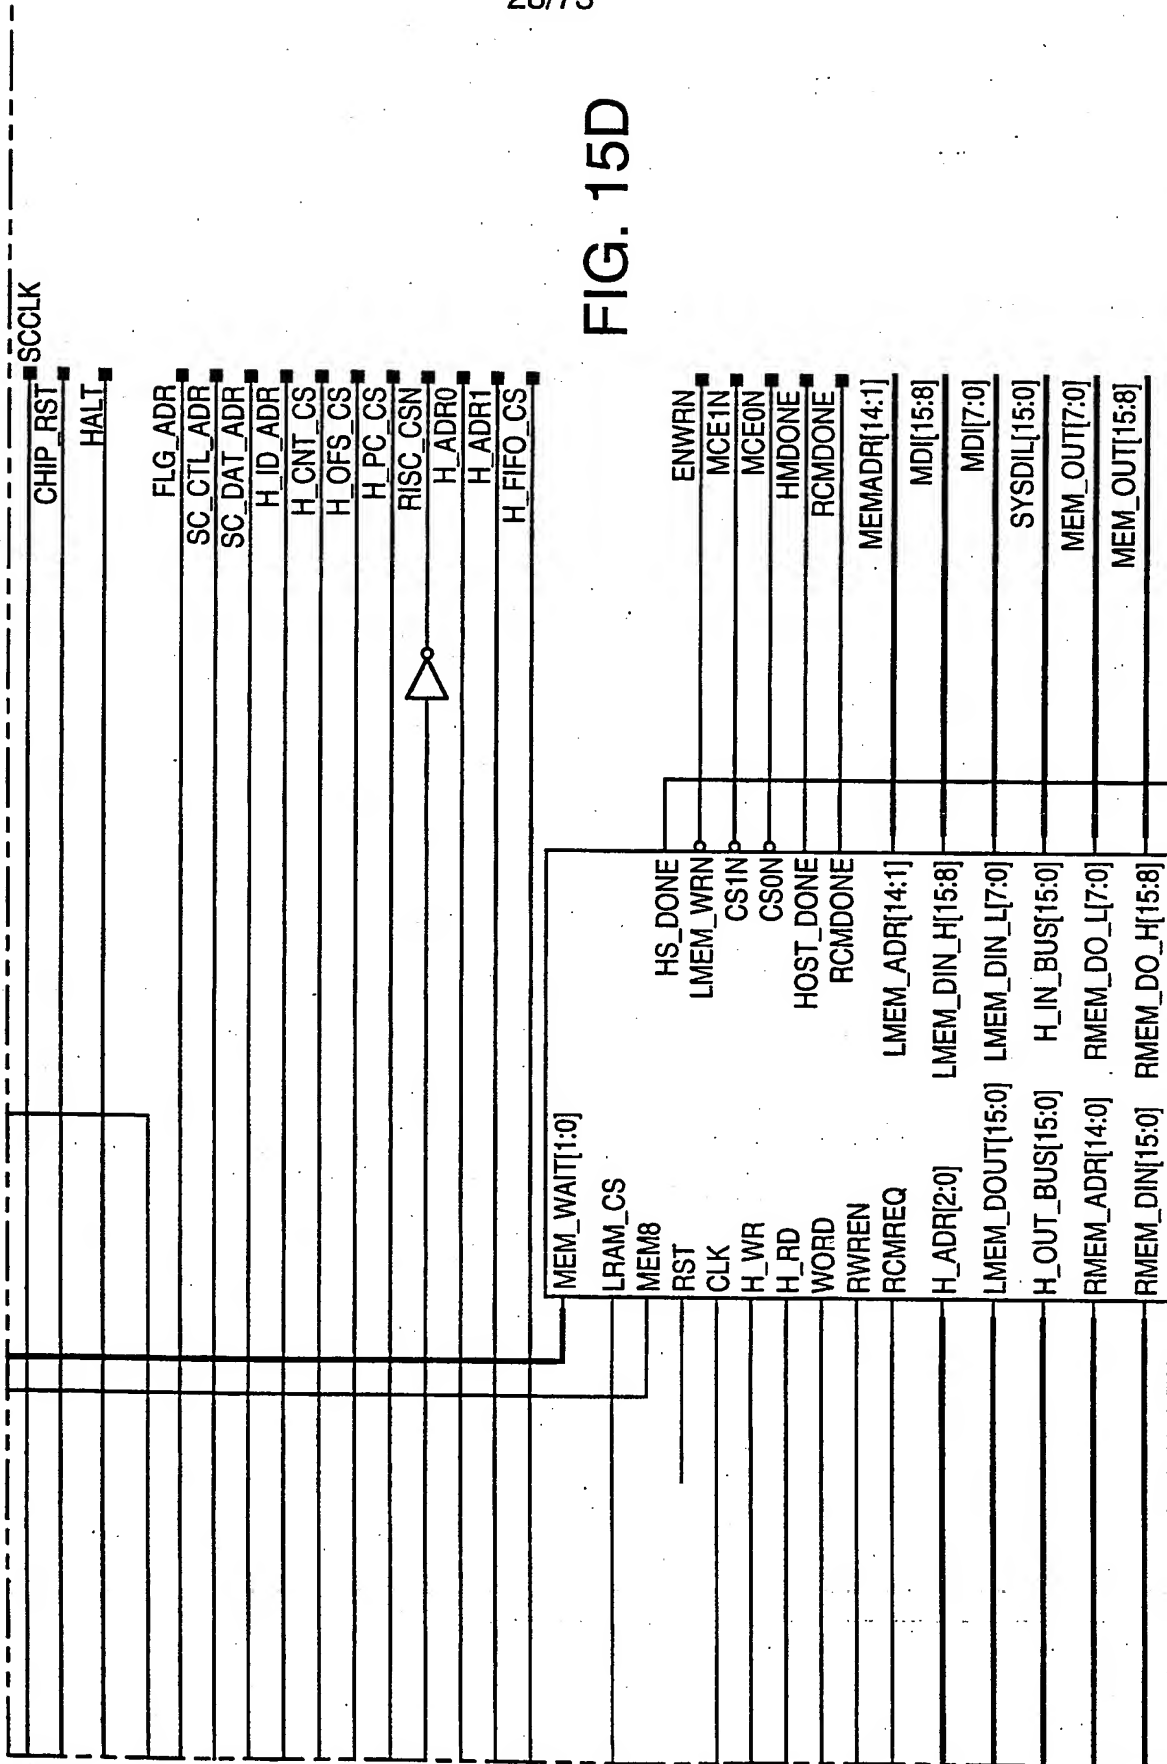 SCCLK
CHIP_RST
HALT
FLG_ADR
SC_CTL_ADR
SC_DAT_ADR
H_ID_ADR
H_CNT_CS
H_OFS_CS
H_PC_CS
RISC_CSN
H_ADR0
H_ADR1
H_FIFO_CS
FIG. 15D
MEM_WAIT[1:0]
LRAM_CS
MEM8
RST
CLK
H_WR
H_RD
WORD
RWREN
RCMREQ
H_ADR[2:0]
LMEM_DOUT[15:0]
H_OUT_BUS[15:0]
RMEM_ADR[14:0]
RMEM_DIN[15:0]
HS_DONE
LMEM_WRN
CS1N
CS0N
HOST_DONE
RCMDONE
LMEM_ADR[14:1]
LMEM_DIN_H[15:8]
LMEM_DIN_L[7:0]
H_IN_BUS[15:0]
RMEM_DO_L[7:0]
RMEM_DO_H[15:8]
ENWRN
MCE1N
MCE0N
HMDONE
RCMDONE
MEMADR[14:1]
MDI[15:8]
MDI[7:0]
SYSDIL[15:0]
MEM_OUT[7:0]
MEM_OUT[15:8]